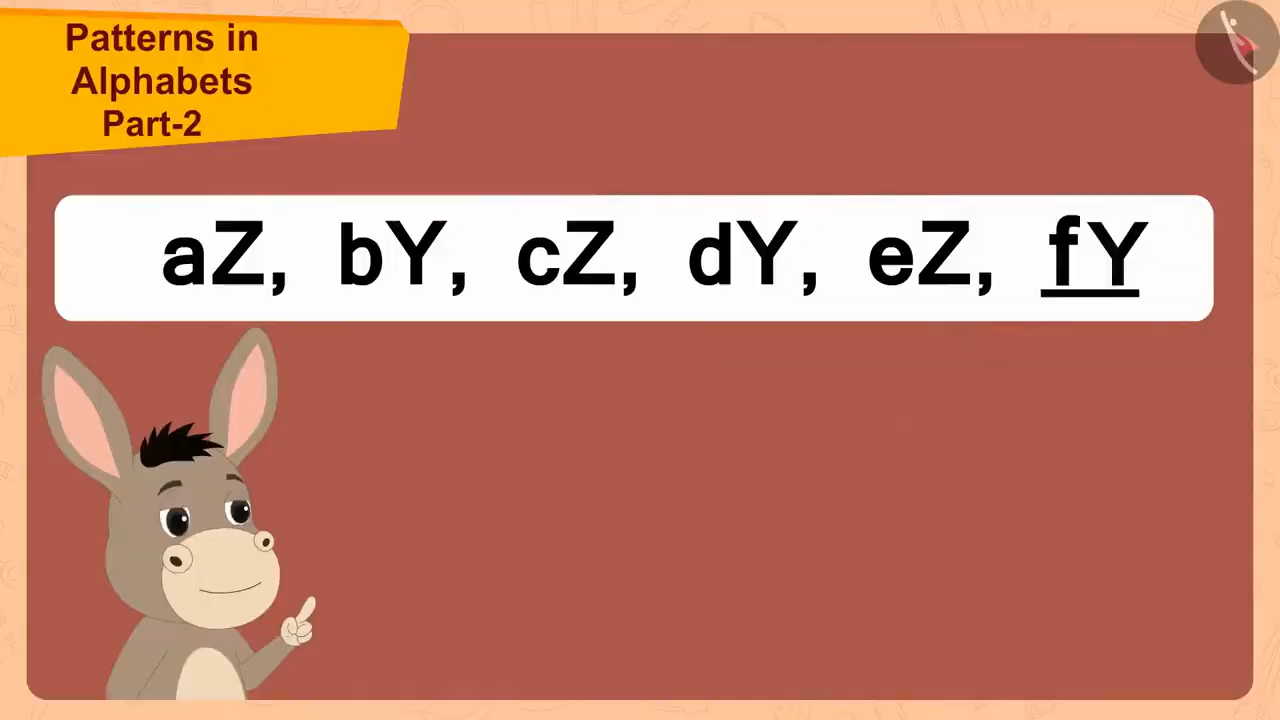 Patterns in
Alphabets
Part-2
aZ, bY, cZ, dY, eZ, fY